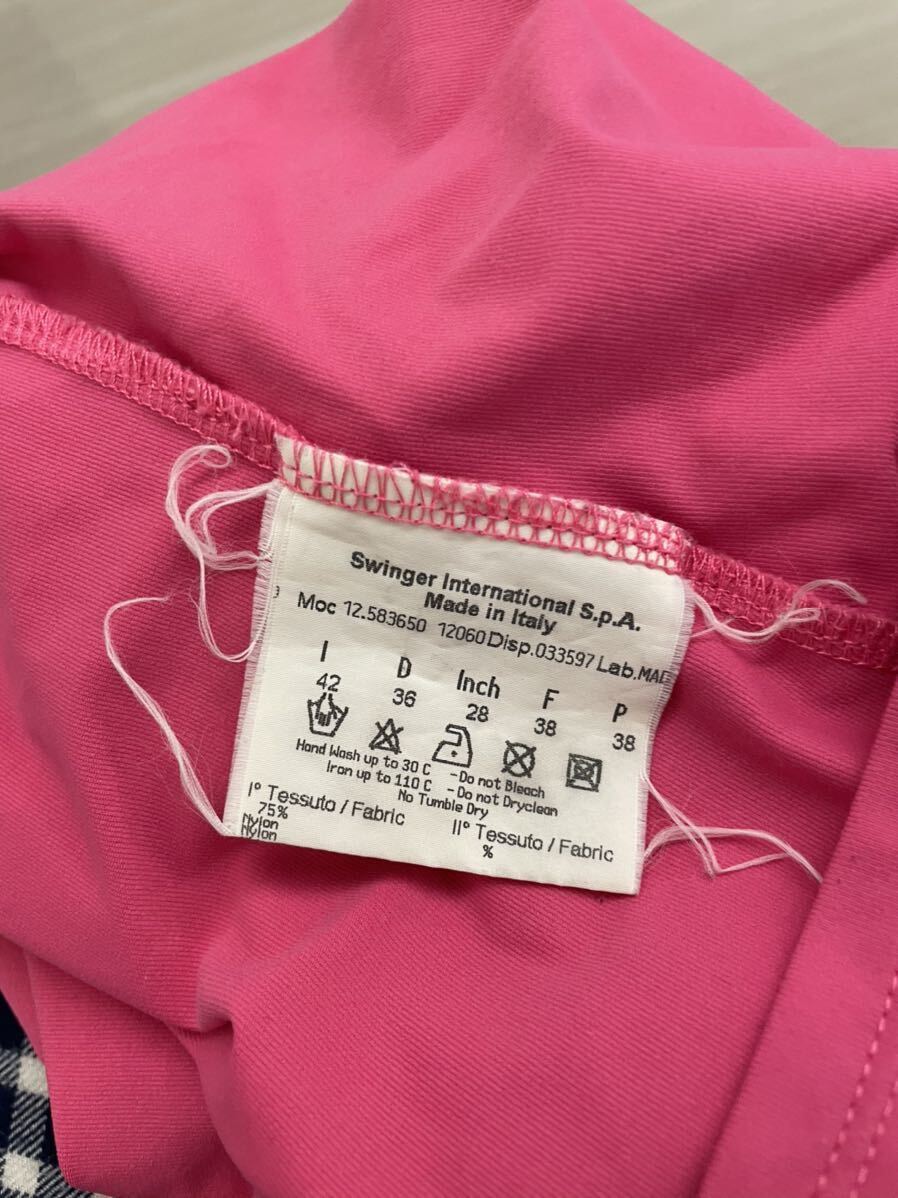 Swinger International S.p.A.
Made in Italy
Moc 12.583650 12060 Disp.033597 Lab.MAE
I D Inch F P
42 36 28 38 38
Hand Wash up to 30 C - Do not Bleach
Iron up to 110 C - Do not Dryclean
No Tumble Dry
I° Tessuto / Fabric II° Tessuto / Fabric
75% %
Nylon
Nylon